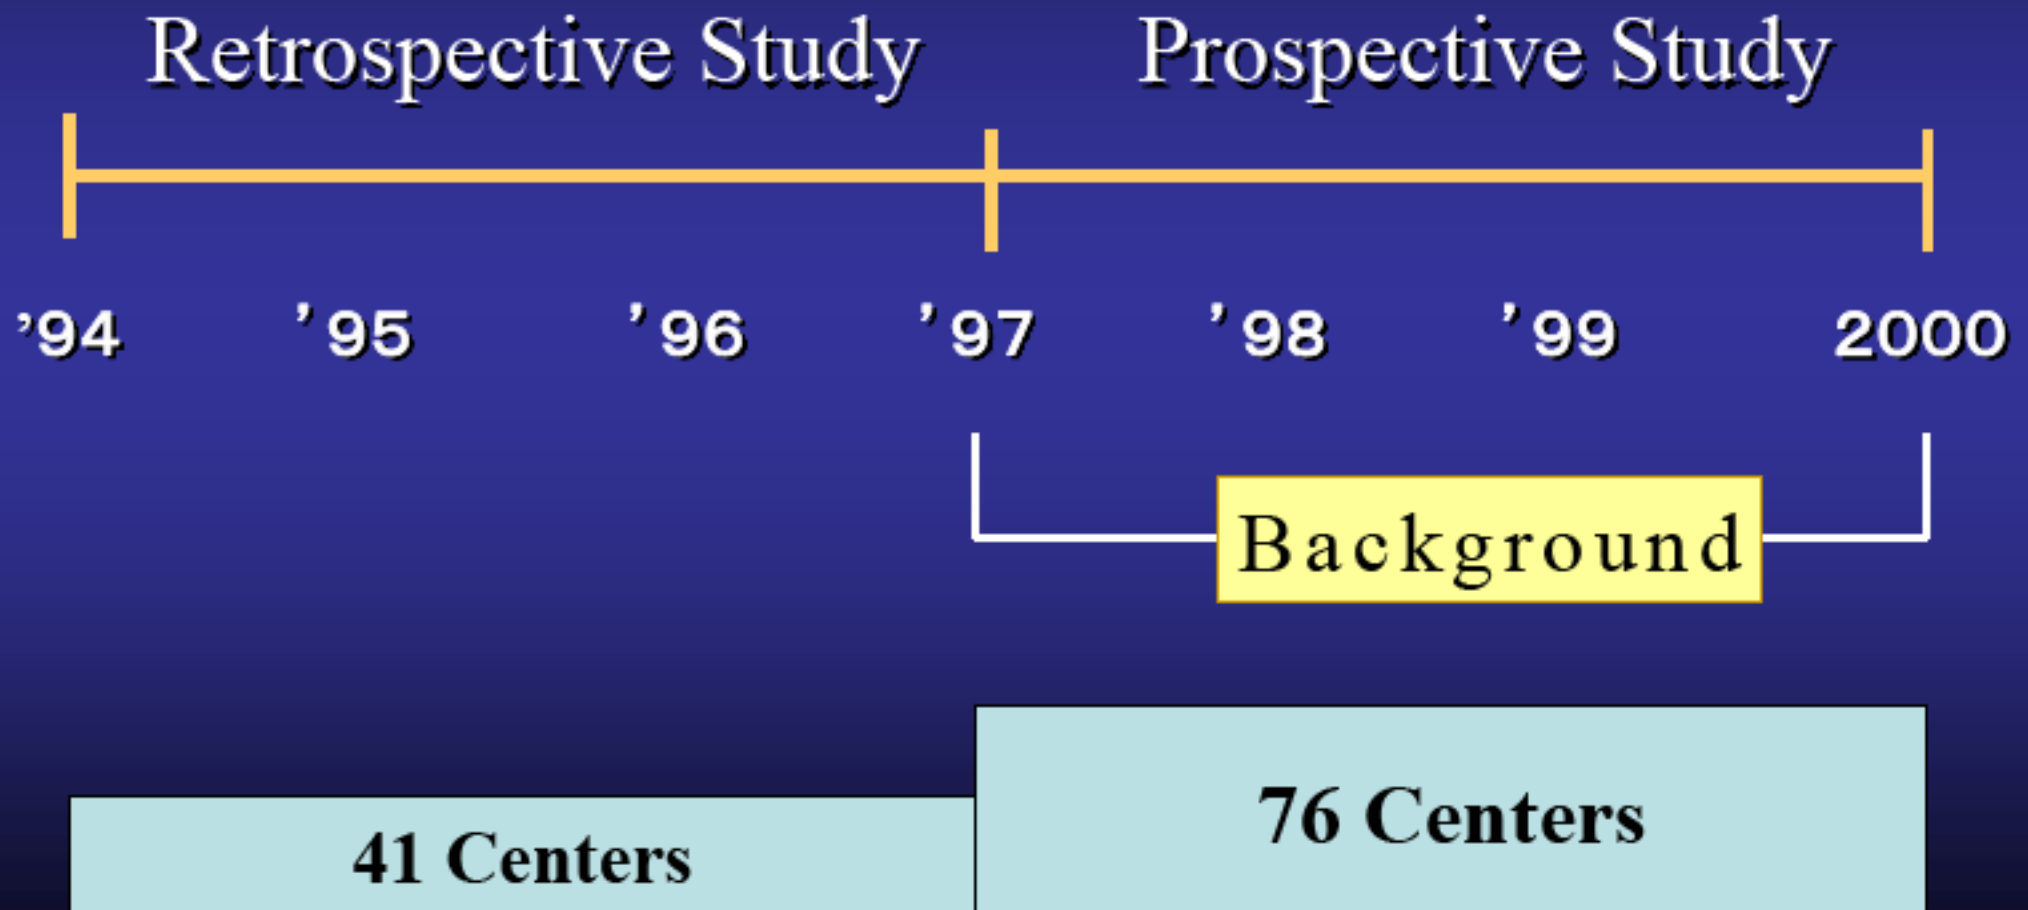 Retrospective Study Prospective Study
’94 ’95 ’96 ’97 ’98 ’99 2000
Background
76 Centers
41 Centers